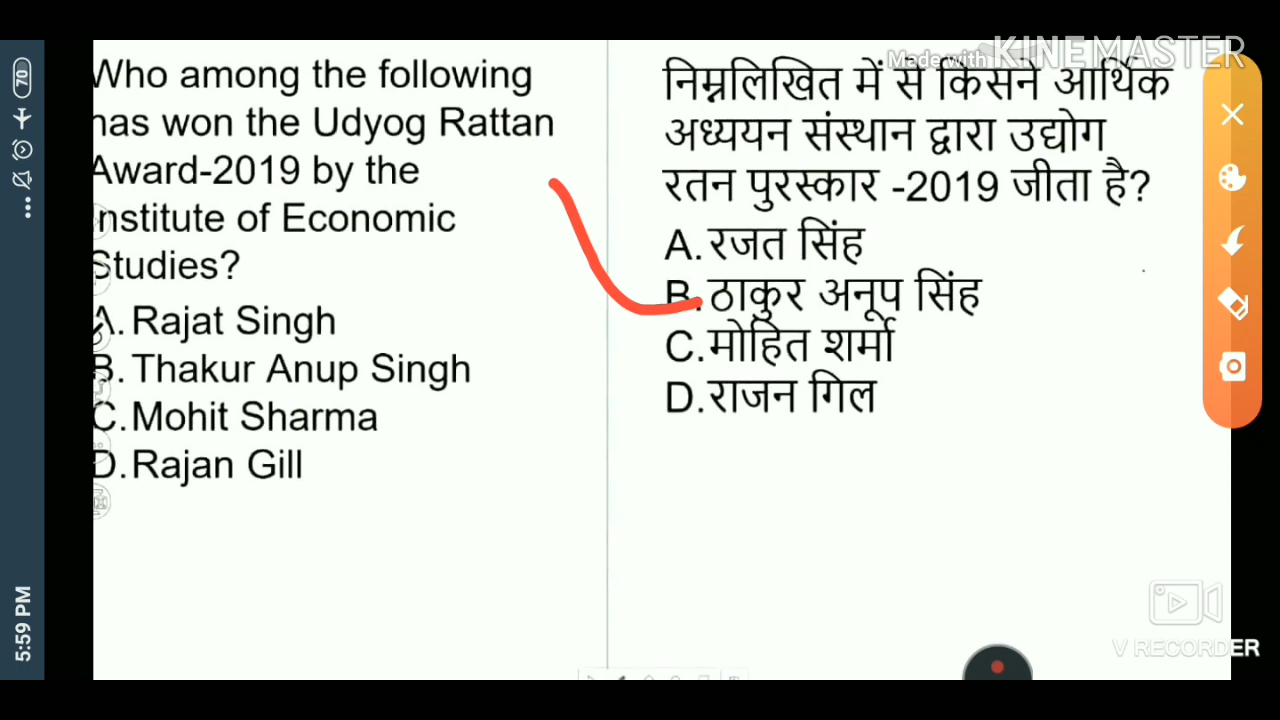 Made with KINEMASTER
70
Who among the following
has won the Udyog Rattan
Award-2019 by the
Institute of Economic
Studies?
A. Rajat Singh
B. Thakur Anup Singh
C. Mohit Sharma
D. Rajan Gill
निम्नलिखित में से किसने आर्थिक
अध्ययन संस्थान द्वारा उद्योग
रतन पुरस्कार -2019 जीता है?
A. रजत सिंह
B. ठाकुर अनूप सिंह
C. मोहित शर्मा
D. राजन गिल
5:59 PM
V RECORDER